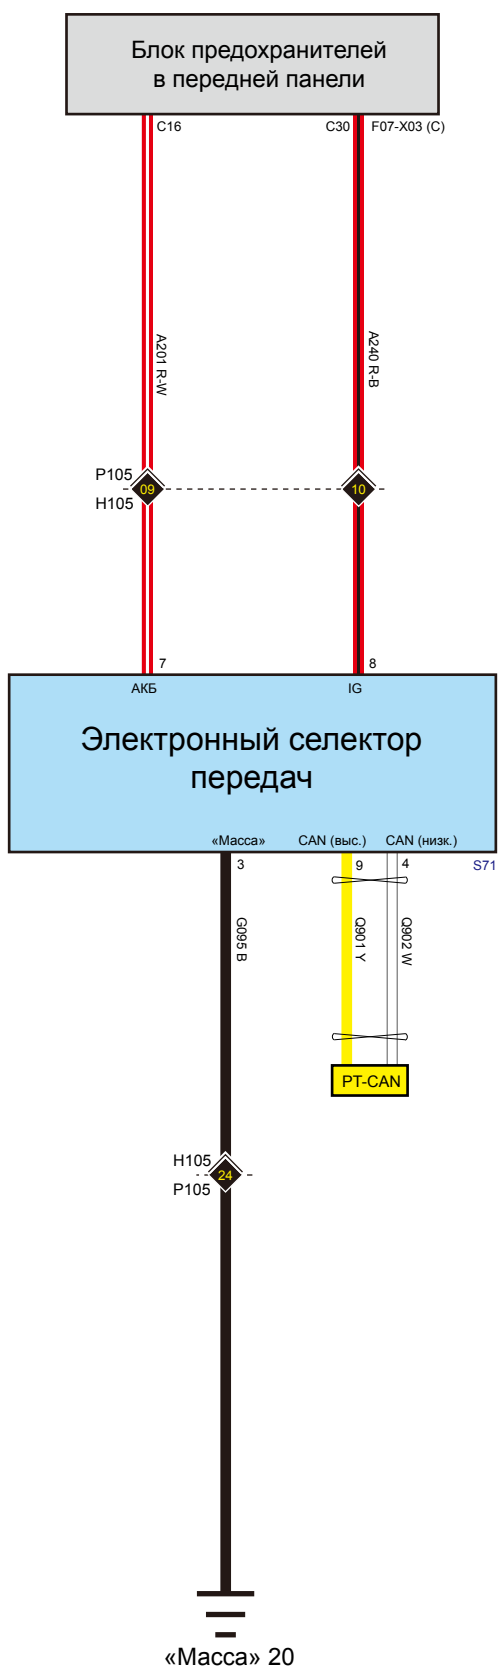 Блок предохранителей
в передней панели
C16
C30
F07-X03 (C)
A201 R-W
A240 R-B
P105
09
10
H105
7
8
АКБ
IG
Электронный селектор
передач
«Масса»
CAN (выс.)
CAN (низк.)
3
9
4
S71
G095 B
Q901 Y
Q902 W
PT-CAN
H105
24
P105
«Масса» 20